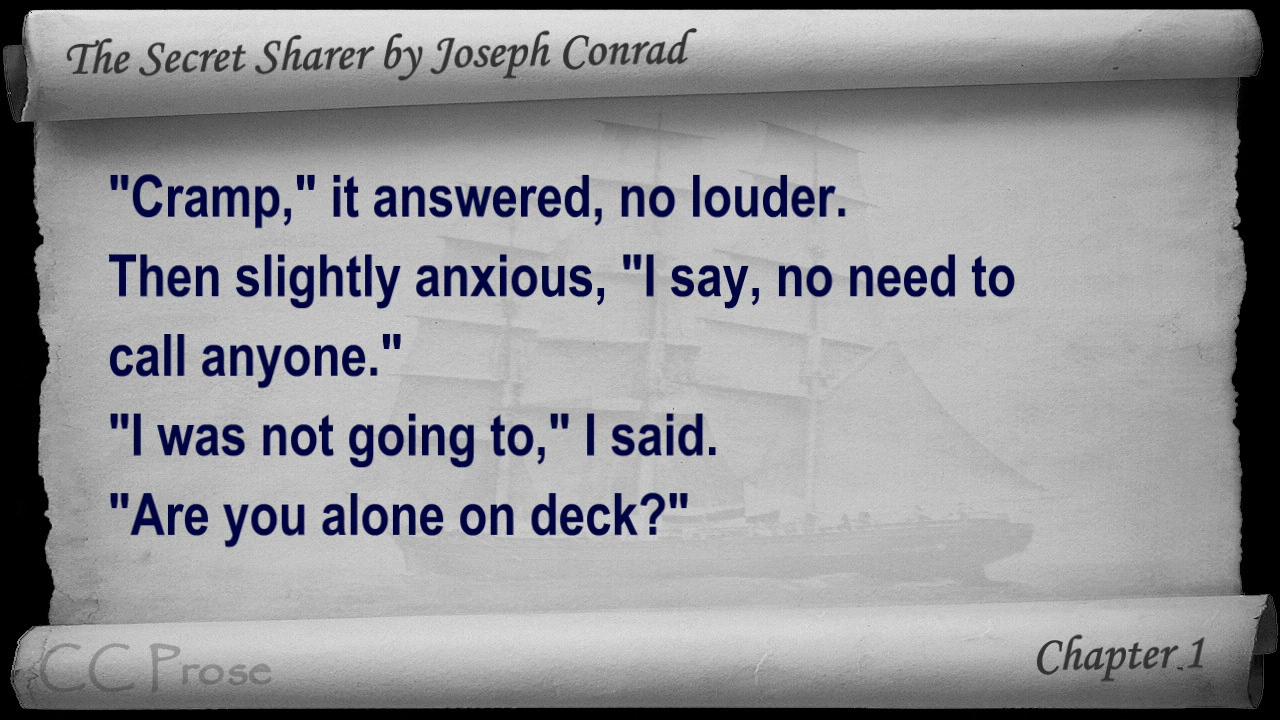 The Secret Sharer by Joseph Conrad
"Cramp," it answered, no louder.
Then slightly anxious, "I say, no need to
call anyone."
"I was not going to," I said.
"Are you alone on deck?"
CC Prose
Chapter 1